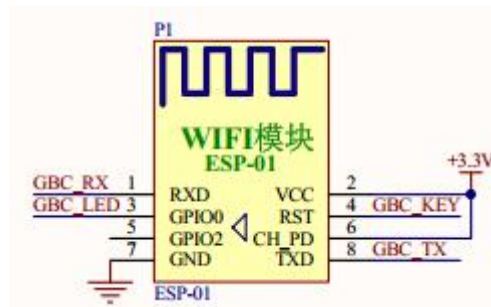 P1
WIFI模块
ESP-01
+3.3V
GBC_RX 1 RXD VCC 2
GBC_LED 3 GPIO0 RST 4 GBC_KEY
5 GPIO2 CH_PD 6
7 GND TXD 8 GBC_TX
ESP-01